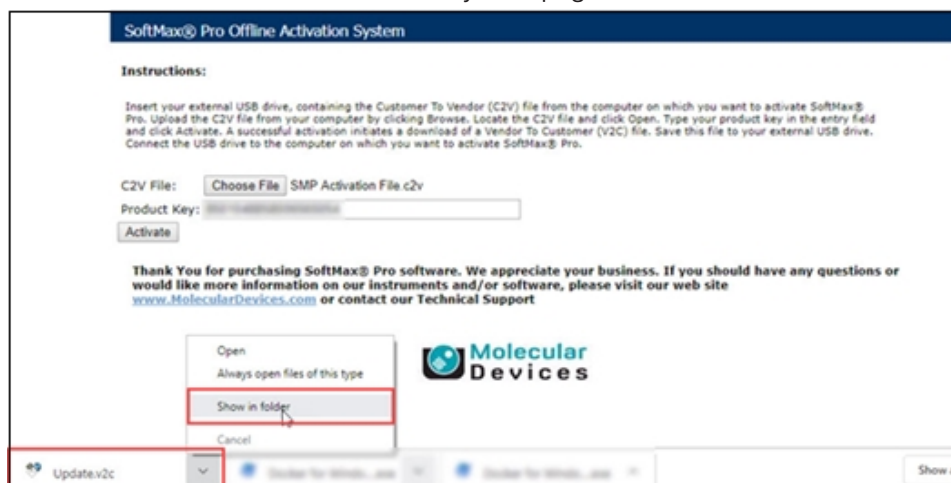 SoftMax® Pro Offline Activation System
Instructions:
Insert your external USB drive, containing the Customer To Vendor (C2V) file from the computer on which you want to activate SoftMax®
Pro. Upload the C2V file from your computer by clicking Browse. Locate the C2V file and click Open. Type your product key in the entry field
and click Activate. A successful activation initiates a download of a Vendor To Customer (V2C) file. Save this file to your external USB drive.
Connect the USB drive to the computer on which you want to activate SoftMax® Pro.
C2V File: Choose File SMP Activation File.c2v
Product Key:
Activate
Thank You for purchasing SoftMax® Pro software. We appreciate your business. If you should have any questions or
would like more information on our instruments and/or software, please visit our web site
www.MolecularDevices.com or contact our Technical Support
Open
Always open files of this type
Show in folder
Cancel
Molecular
Devices
Update.v2c
Show